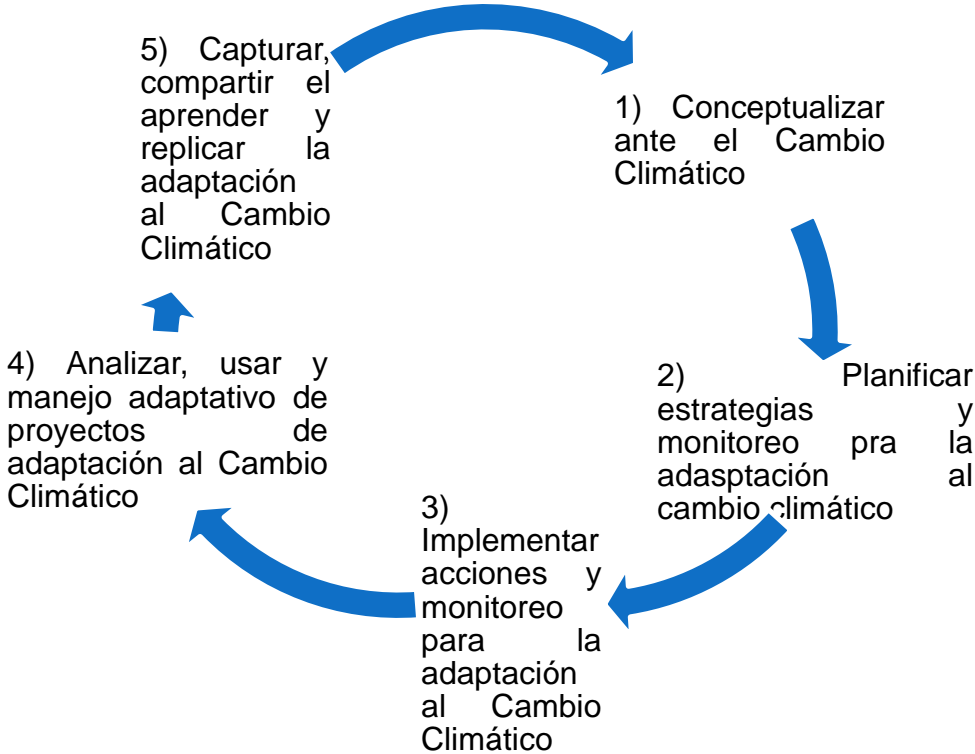 5) Capturar,
compartir el
aprender y
replicar la
adaptación
al Cambio
Climático
1) Conceptualizar
ante el Cambio
Climático
2) Planificar
estrategias y
monitoreo pra la
adasptación al
cambio climático
3)
Implementar
acciones y
monitoreo
para la
adaptación
al Cambio
Climático
4) Analizar, usar y
manejo adaptativo de
proyectos de
adaptación al Cambio
Climático